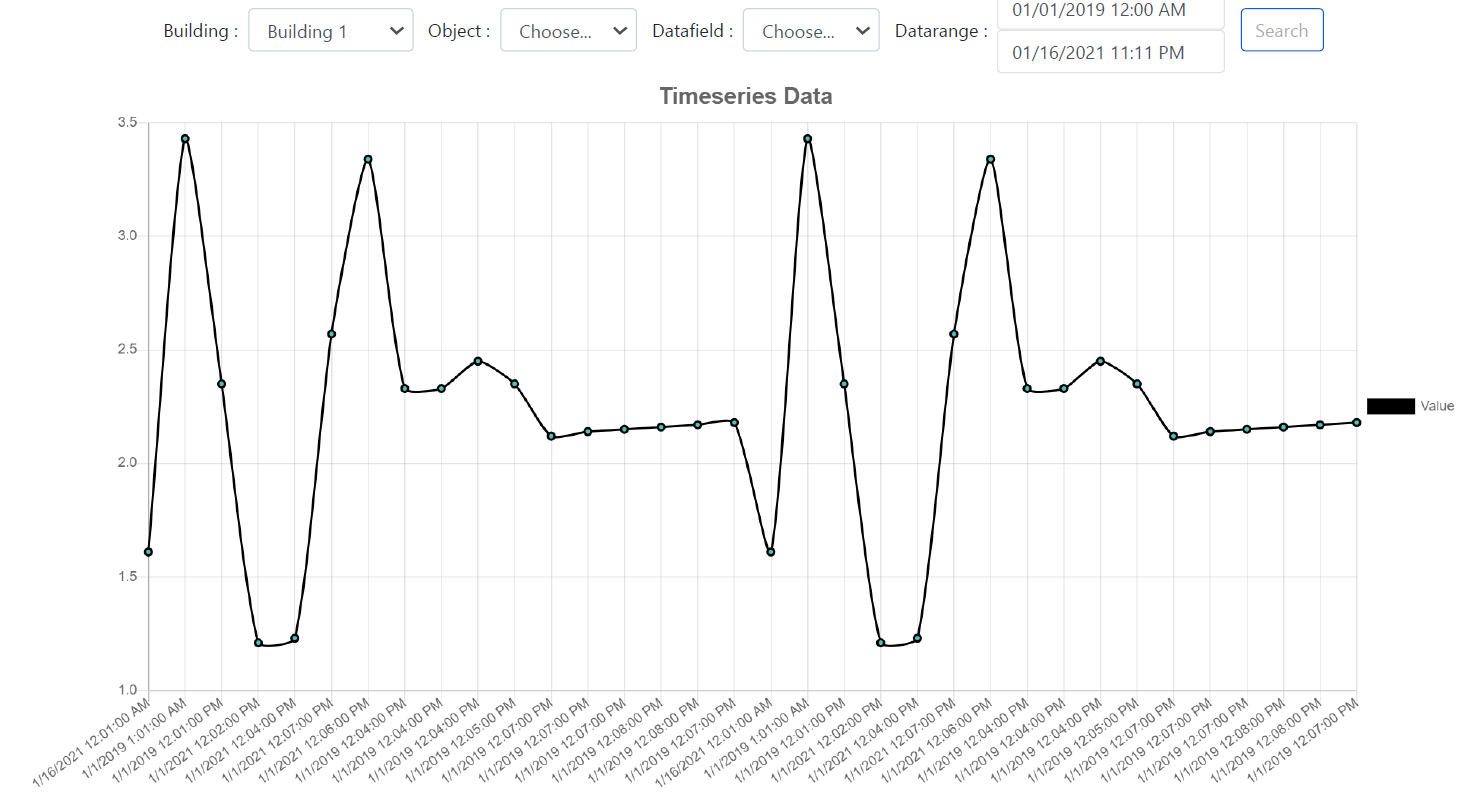 Building : Building 1 Object : Choose... Datafield : Choose... Datarange : 01/01/2019 12:00 AM
01/16/2021 11:11 PM
Search
Timeseries Data
3.5
3.0
2.5
2.0
1.5
1.0
Value
1/16/2021 12:01:00 AM
1/1/2019 1:01:00 AM
1/1/2019 12:01:00 PM
1/1/2021 12:02:00 PM
1/1/2021 12:04:00 PM
1/1/2021 12:07:00 PM
1/1/2021 12:06:00 PM
1/1/2019 12:04:00 PM
1/1/2019 12:04:00 PM
1/1/2019 12:04:00 PM
1/1/2019 12:05:00 PM
1/1/2019 12:07:00 PM
1/1/2019 12:07:00 PM
1/1/2019 12:07:00 PM
1/1/2019 12:08:00 PM
1/1/2019 12:08:00 PM
1/1/2019 12:07:00 PM
1/16/2021 12:01:00 AM
1/1/2019 1:01:00 AM
1/1/2019 12:01:00 PM
1/1/2021 12:02:00 PM
1/1/2021 12:04:00 PM
1/1/2021 12:07:00 PM
1/1/2021 12:06:00 PM
1/1/2019 12:04:00 PM
1/1/2019 12:04:00 PM
1/1/2019 12:04:00 PM
1/1/2019 12:05:00 PM
1/1/2019 12:07:00 PM
1/1/2019 12:07:00 PM
1/1/2019 12:07:00 PM
1/1/2019 12:08:00 PM
1/1/2019 12:08:00 PM
1/1/2019 12:07:00 PM